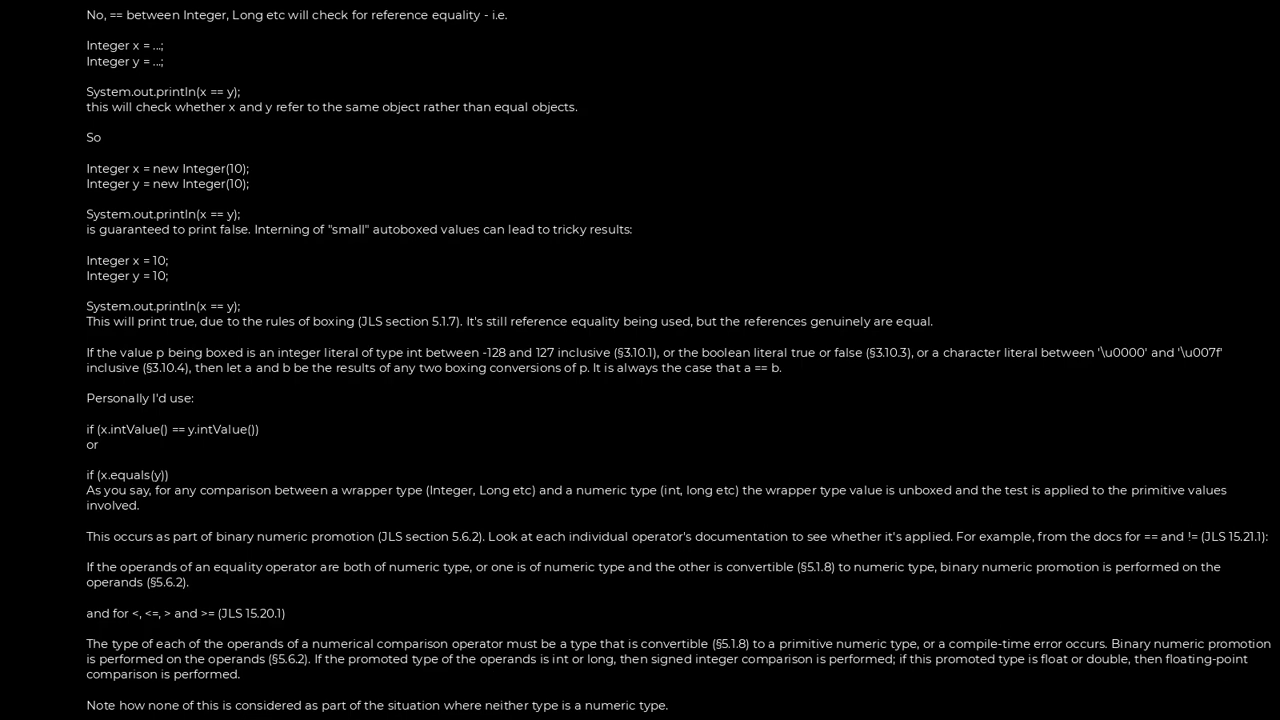 No, == between Integer, Long etc will check for reference equality - i.e.
Integer x = ...;
Integer y = ...;
System.out.println(x == y);
this will check whether x and y refer to the same object rather than equal objects.
So
Integer x = new Integer(10);
Integer y = new Integer(10);
System.out.println(x == y);
is guaranteed to print false. Interning of "small" autoboxed values can lead to tricky results:
Integer x = 10;
Integer y = 10;
System.out.println(x == y);
This will print true, due to the rules of boxing (JLS section 5.1.7). It's still reference equality being used, but the references genuinely are equal.
If the value p being boxed is an integer literal of type int between -128 and 127 inclusive (§3.10.1), or the boolean literal true or false (§3.10.3), or a character literal between '\u0000' and '\u007f'
inclusive (§3.10.4), then let a and b be the results of any two boxing conversions of p. It is always the case that a == b.
Personally I'd use:
if (x.intValue() == y.intValue())
or
if (x.equals(y))
As you say, for any comparison between a wrapper type (Integer, Long etc) and a numeric type (int, long etc) the wrapper type value is unboxed and the test is applied to the primitive values
involved.
This occurs as part of binary numeric promotion (JLS section 5.6.2). Look at each individual operator's documentation to see whether it's applied. For example, from the docs for == and != (JLS 15.21.1):
If the operands of an equality operator are both of numeric type, or one is of numeric type and the other is convertible (§5.1.8) to numeric type, binary numeric promotion is performed on the
operands (§5.6.2).
and for <, <=, > and >= (JLS 15.20.1)
The type of each of the operands of a numerical comparison operator must be a type that is convertible (§5.1.8) to a primitive numeric type, or a compile-time error occurs. Binary numeric promotion
is performed on the operands (§5.6.2). If the promoted type of the operands is int or long, then signed integer comparison is performed; if this promoted type is float or double, then floating-point
comparison is performed.
Note how none of this is considered as part of the situation where neither type is a numeric type.